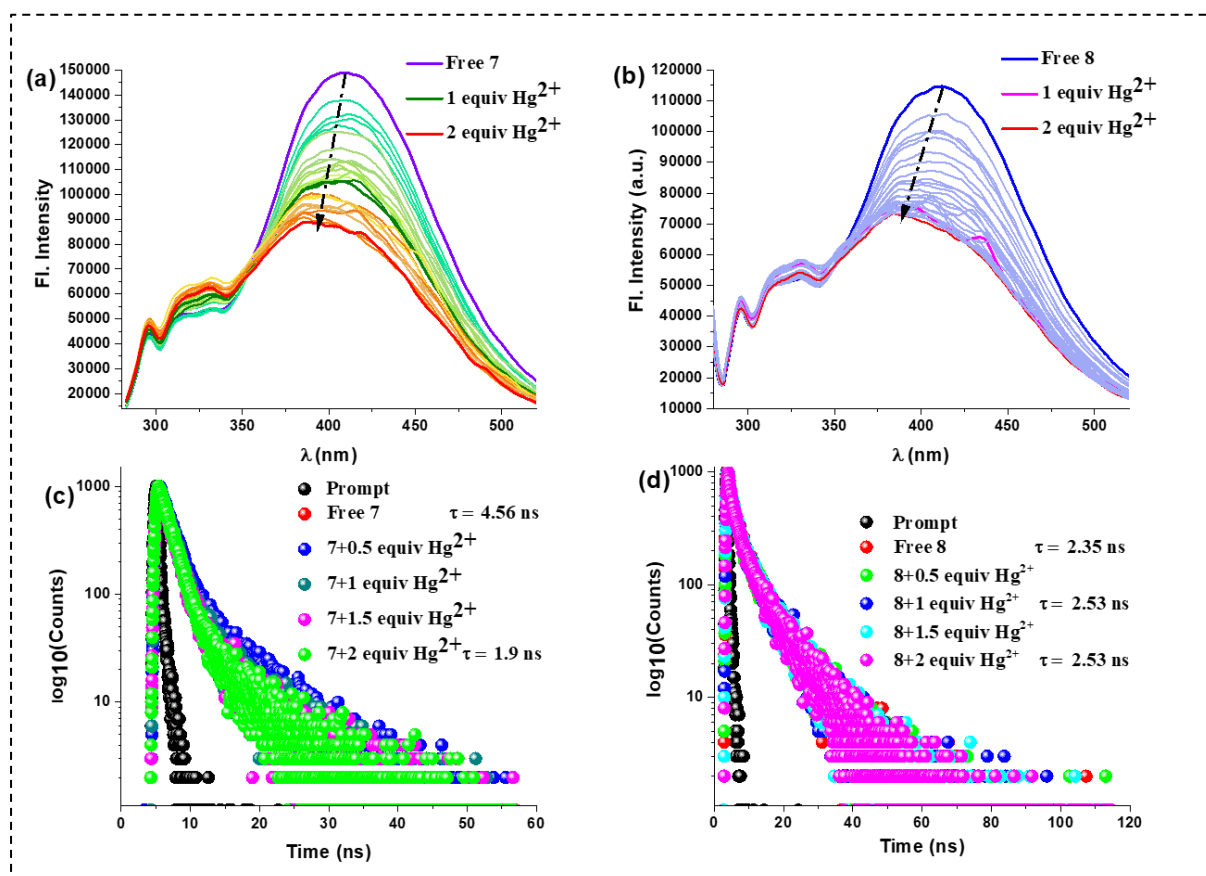 (a)
150000
140000
130000
120000
110000
100000
90000
80000
70000
60000
50000
40000
30000
20000
Fl. Intensity
300 350 400 450 500
λ (nm)
Free 7
1 equiv Hg²⁺
2 equiv Hg²⁺
(b)
120000
110000
100000
90000
80000
70000
60000
50000
40000
30000
20000
10000
Fl. Intensity (a.u.)
300 350 400 450 500
λ (nm)
Free 8
1 equiv Hg²⁺
2 equiv Hg²⁺
(c)
1000
100
10
log10(Counts)
0 10 20 30 40 50 60
Time (ns)
Prompt
Free 7 τ = 4.56 ns
7+0.5 equiv Hg²⁺
7+1 equiv Hg²⁺
7+1.5 equiv Hg²⁺
7+2 equiv Hg²⁺ τ = 1.9 ns
(d)
1000
100
10
log10(Counts)
0 20 40 60 80 100 120
Time (ns)
Prompt
Free 8 τ = 2.35 ns
8+0.5 equiv Hg²⁺
8+1 equiv Hg²⁺ τ = 2.53 ns
8+1.5 equiv Hg²⁺
8+2 equiv Hg²⁺ τ = 2.53 ns